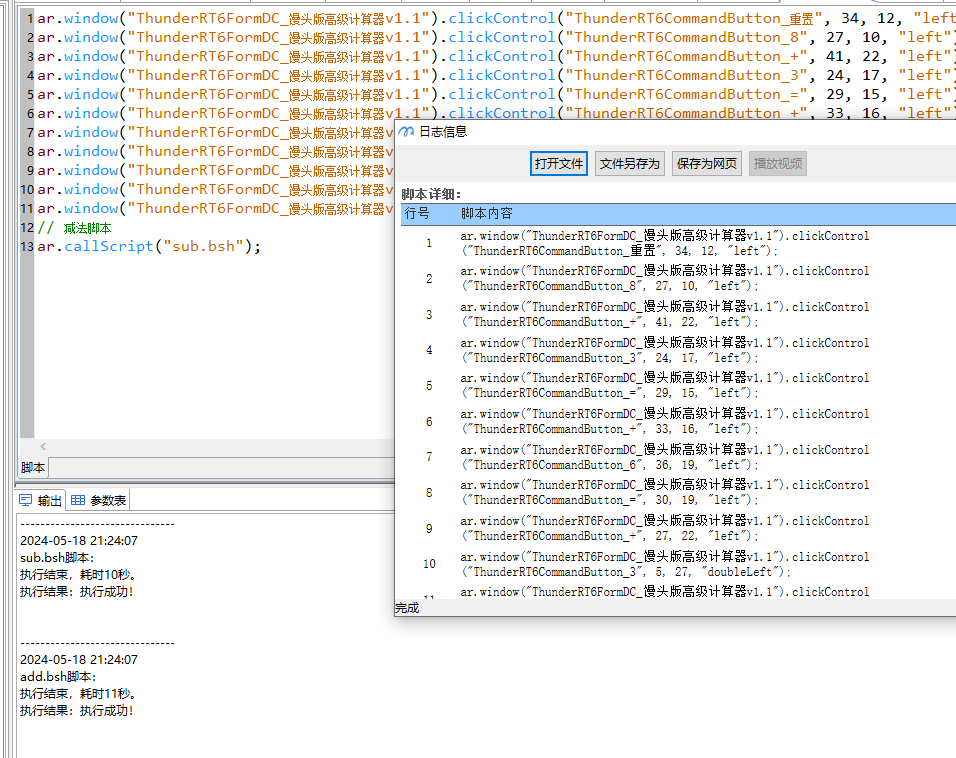 1 ar.window("ThunderRT6FormDC_馒头版高级计算器v1.1").clickControl("ThunderRT6CommandButton_重置", 34, 12, "left
2 ar.window("ThunderRT6FormDC_馒头版高级计算器v1.1").clickControl("ThunderRT6CommandButton_8", 27, 10, "left"
3 ar.window("ThunderRT6FormDC_馒头版高级计算器v1.1").clickControl("ThunderRT6CommandButton_+", 41, 22, "left"
4 ar.window("ThunderRT6FormDC_馒头版高级计算器v1.1").clickControl("ThunderRT6CommandButton_3", 24, 17, "left"
5 ar.window("ThunderRT6FormDC_馒头版高级计算器v1.1").clickControl("ThunderRT6CommandButton_=", 29, 15, "left"
6 ar.window("ThunderRT6FormDC_馒头版高级计算器v1.1").clickControl("ThunderRT6CommandButton_+", 33, 16, "left"
7 ar.window("ThunderRT6FormDC_馒头版高级计算器v
8 ar.window("ThunderRT6FormDC_馒头版高级计算器v
9 ar.window("ThunderRT6FormDC_馒头版高级计算器v
10 ar.window("ThunderRT6FormDC_馒头版高级计算器v
11 ar.window("ThunderRT6FormDC_馒头版高级计算器v
12 // 减法脚本
13 ar.callScript("sub.bsh");
脚本
输出 参数表
-------------------------------
2024-05-18 21:24:07
sub.bsh脚本:
执行结束，耗时10秒。
执行结果：执行成功!
-------------------------------
2024-05-18 21:24:07
add.bsh脚本:
执行结束，耗时11秒。
执行结果：执行成功!
日志信息
打开文件 文件另存为 保存为网页 播放视频
脚本详细:
行号 脚本内容
1 ar.window("ThunderRT6FormDC_馒头版高级计算器v1.1").clickControl
("ThunderRT6CommandButton_重置", 34, 12, "left");
2 ar.window("ThunderRT6FormDC_馒头版高级计算器v1.1").clickControl
("ThunderRT6CommandButton_8", 27, 10, "left");
3 ar.window("ThunderRT6FormDC_馒头版高级计算器v1.1").clickControl
("ThunderRT6CommandButton_+", 41, 22, "left");
4 ar.window("ThunderRT6FormDC_馒头版高级计算器v1.1").clickControl
("ThunderRT6CommandButton_3", 24, 17, "left");
5 ar.window("ThunderRT6FormDC_馒头版高级计算器v1.1").clickControl
("ThunderRT6CommandButton_=", 29, 15, "left");
6 ar.window("ThunderRT6FormDC_馒头版高级计算器v1.1").clickControl
("ThunderRT6CommandButton_+", 33, 16, "left");
7 ar.window("ThunderRT6FormDC_馒头版高级计算器v1.1").clickControl
("ThunderRT6CommandButton_6", 36, 19, "left");
8 ar.window("ThunderRT6FormDC_馒头版高级计算器v1.1").clickControl
("ThunderRT6CommandButton_=", 30, 19, "left");
9 ar.window("ThunderRT6FormDC_馒头版高级计算器v1.1").clickControl
("ThunderRT6CommandButton_+", 27, 22, "left");
10 ar.window("ThunderRT6FormDC_馒头版高级计算器v1.1").clickControl
("ThunderRT6CommandButton_3", 5, 27, "doubleLeft");
11 ar.window("ThunderRT6FormDC_馒头版高级计算器v1.1").clickControl
完成